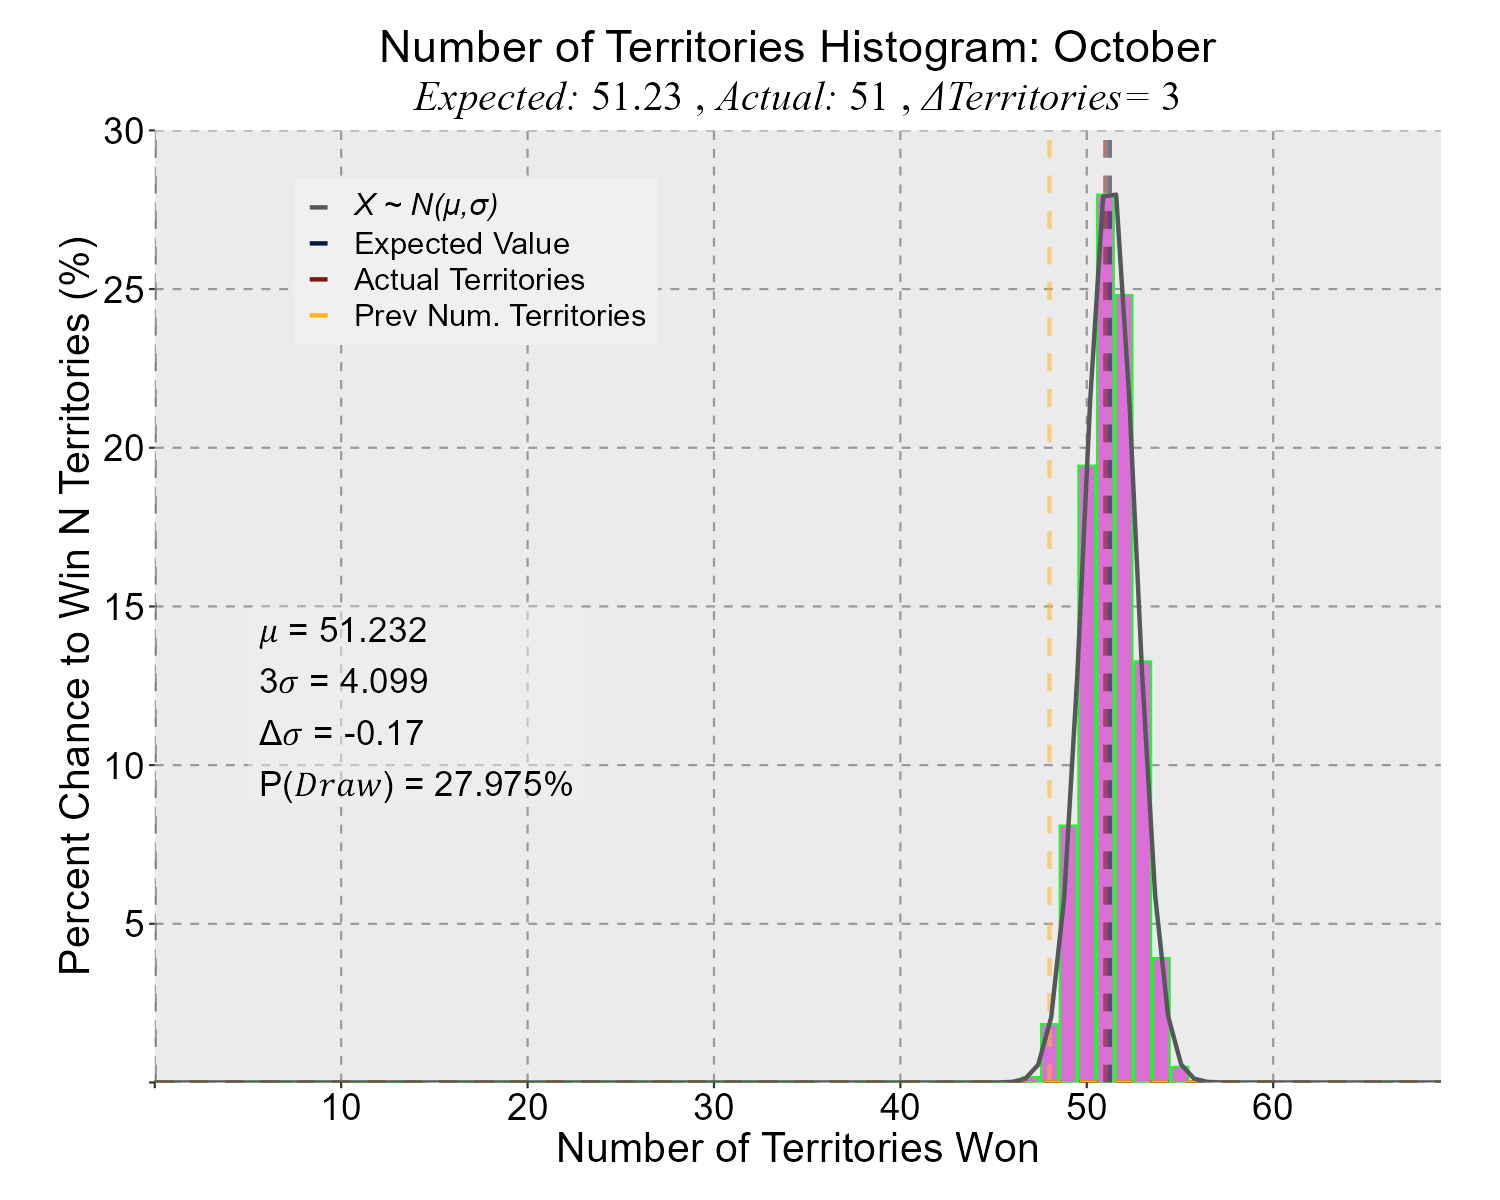 Number of Territories Histogram: October
Expected: 51.23 , Actual: 51 , ΔTerritories= 3
Percent Chance to Win N Territories (%)
30
25
20
15
10
5
X ~ N(μ,σ)
Expected Value
Actual Territories
Prev Num. Territories
μ = 51.232
3σ = 4.099
Δσ = -0.17
P(Draw) = 27.975%
10 20 30 40 50 60
Number of Territories Won